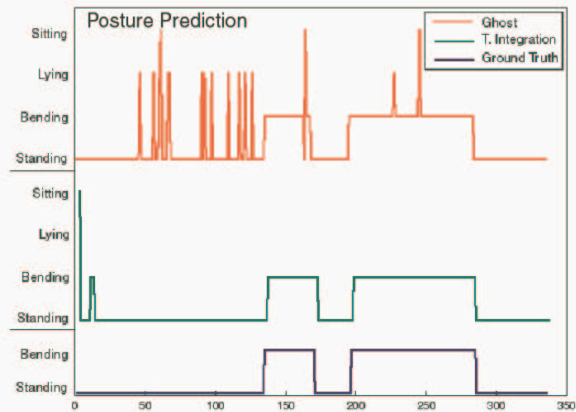 Posture Prediction
Ghost
T. Integration
Ground Truth
Sitting
Lying
Bending
Standing
Sitting
Lying
Bending
Standing
Bending
Standing
0 50 100 150 200 250 300 350